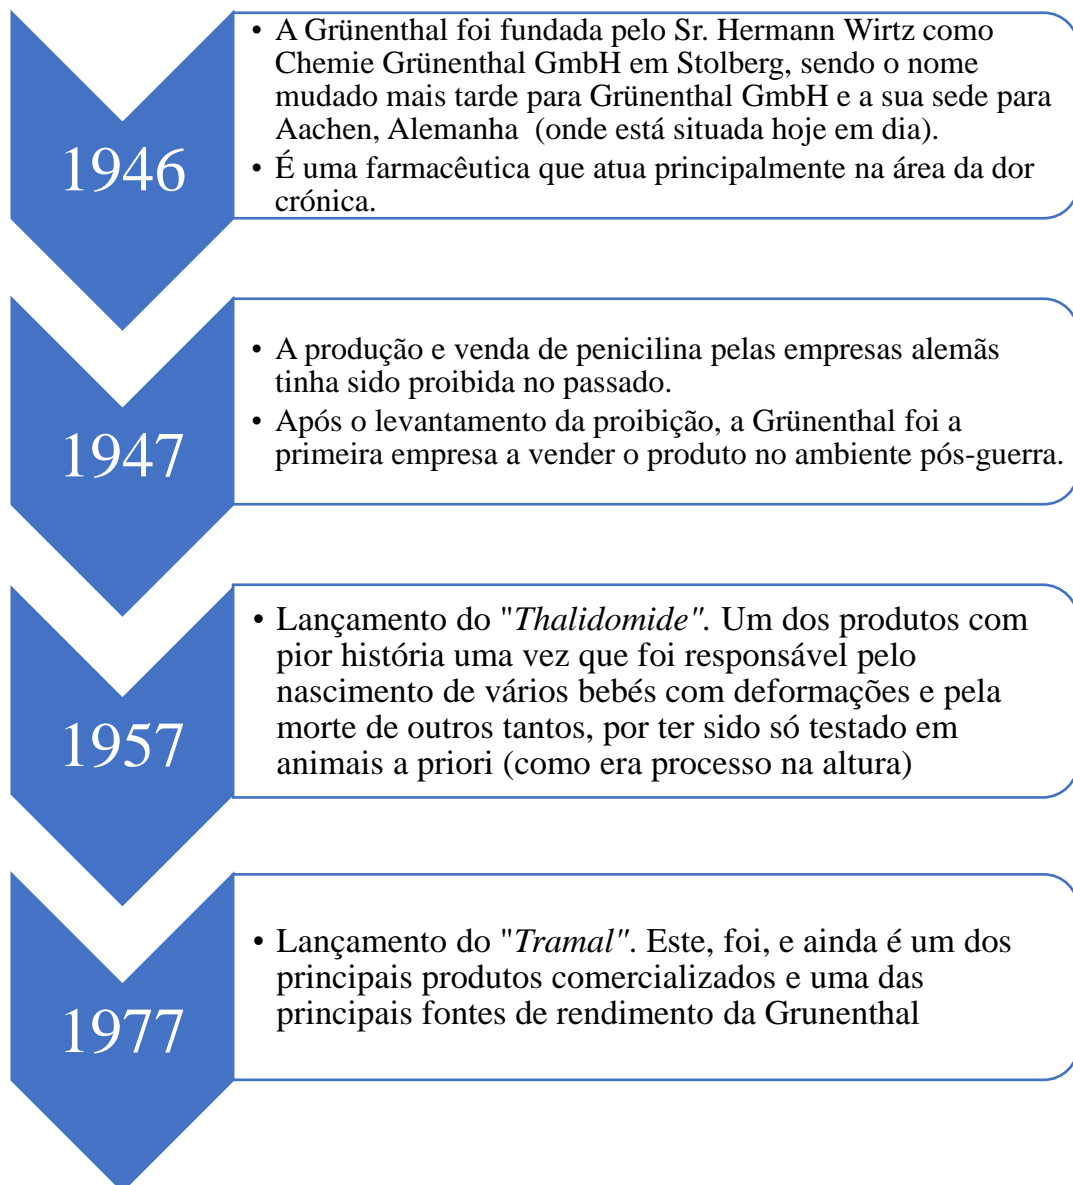 1946
• A Grünenthal foi fundada pelo Sr. Hermann Wirtz como
Chemie Grünenthal GmbH em Stolberg, sendo o nome
mudado mais tarde para Grünenthal GmbH e a sua sede para
Aachen, Alemanha (onde está situada hoje em dia).
• É uma farmacêutica que atua principalmente na área da dor
crónica.
1947
• A produção e venda de penicilina pelas empresas alemãs
tinha sido proibida no passado.
• Após o levantamento da proibição, a Grünenthal foi a
primeira empresa a vender o produto no ambiente pós-guerra.
1957
• Lançamento do "Thalidomide". Um dos produtos com
pior história uma vez que foi responsável pelo
nascimento de vários bebés com deformações e pela
morte de outros tantos, por ter sido só testado em
animais a priori (como era processo na altura)
1977
• Lançamento do "Tramal". Este, foi, e ainda é um dos
principais produtos comercializados e uma das
principais fontes de rendimento da Grunenthal